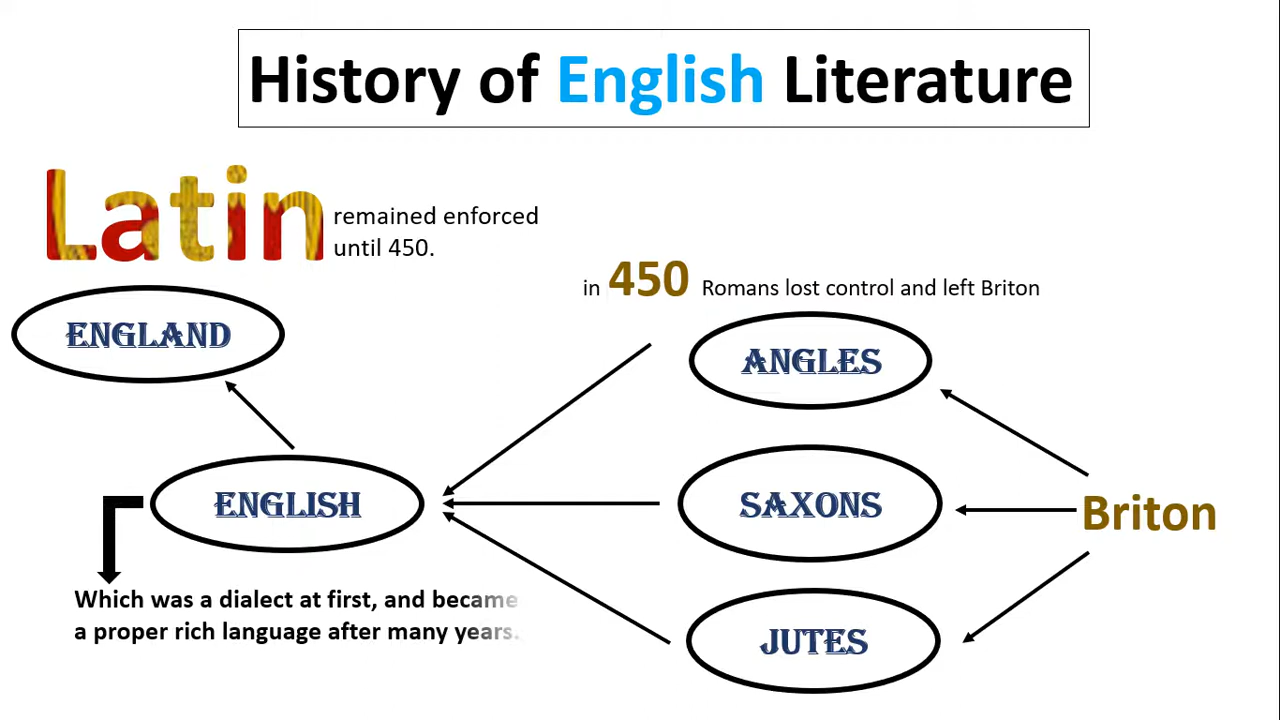 History of English Literature
Latin remained enforced
until 450.
in 450 Romans lost control and left Briton
ENGLAND
ANGLES
ENGLISH
SAXONS
Briton
Which was a dialect at first, and became
a proper rich language after many years.
JUTES